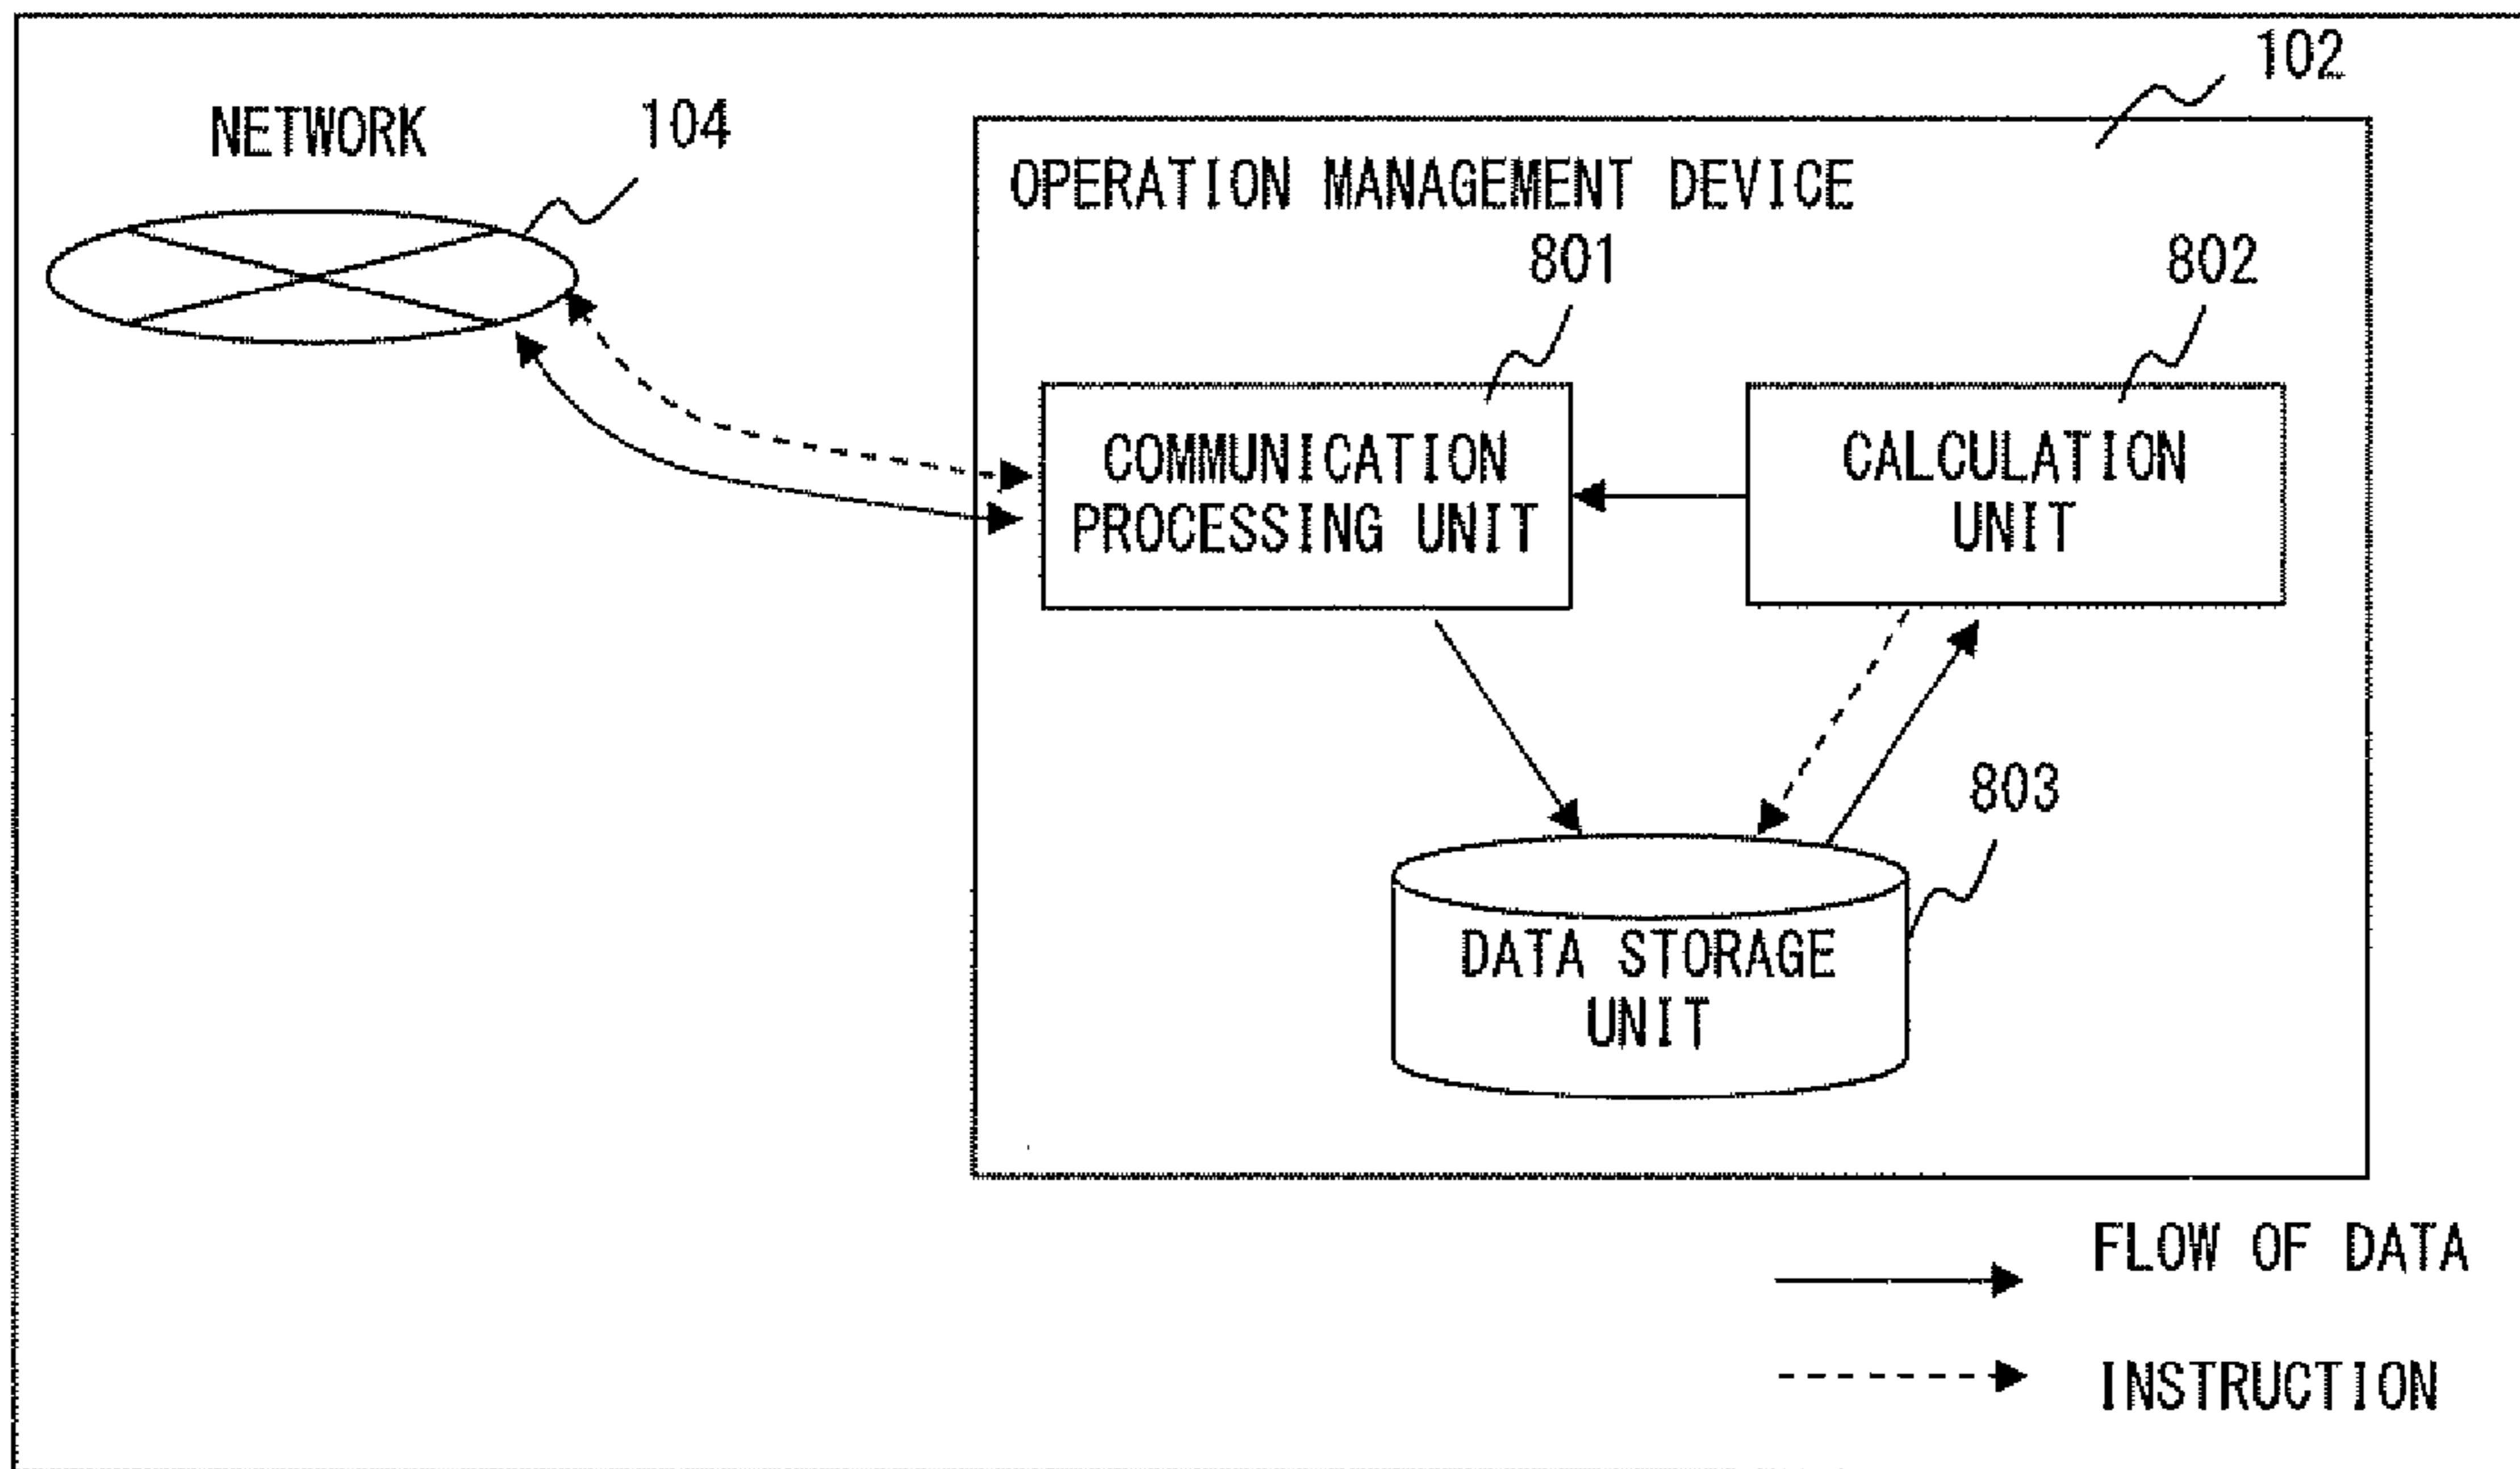 102
NETWORK
104
OPERATION MANAGEMENT DEVICE
801
802
COMMUNICATION
PROCESSING UNIT
CALCULATION
UNIT
803
DATA STORAGE
UNIT
FLOW OF DATA
INSTRUCTION